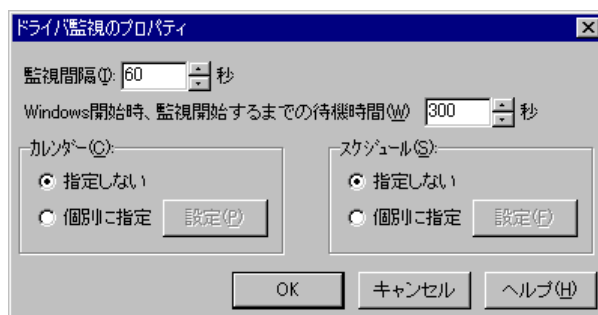 ドライバ監視のプロパティ
監視間隔(I): 60 秒
Windows開始時、監視開始するまでの待機時間(W) 300 秒
カレンダー(C): スケジュール(S):
指定しない 指定しない
個別に指定 設定(P) 個別に指定 設定(F)
OK キャンセル ヘルプ(H)